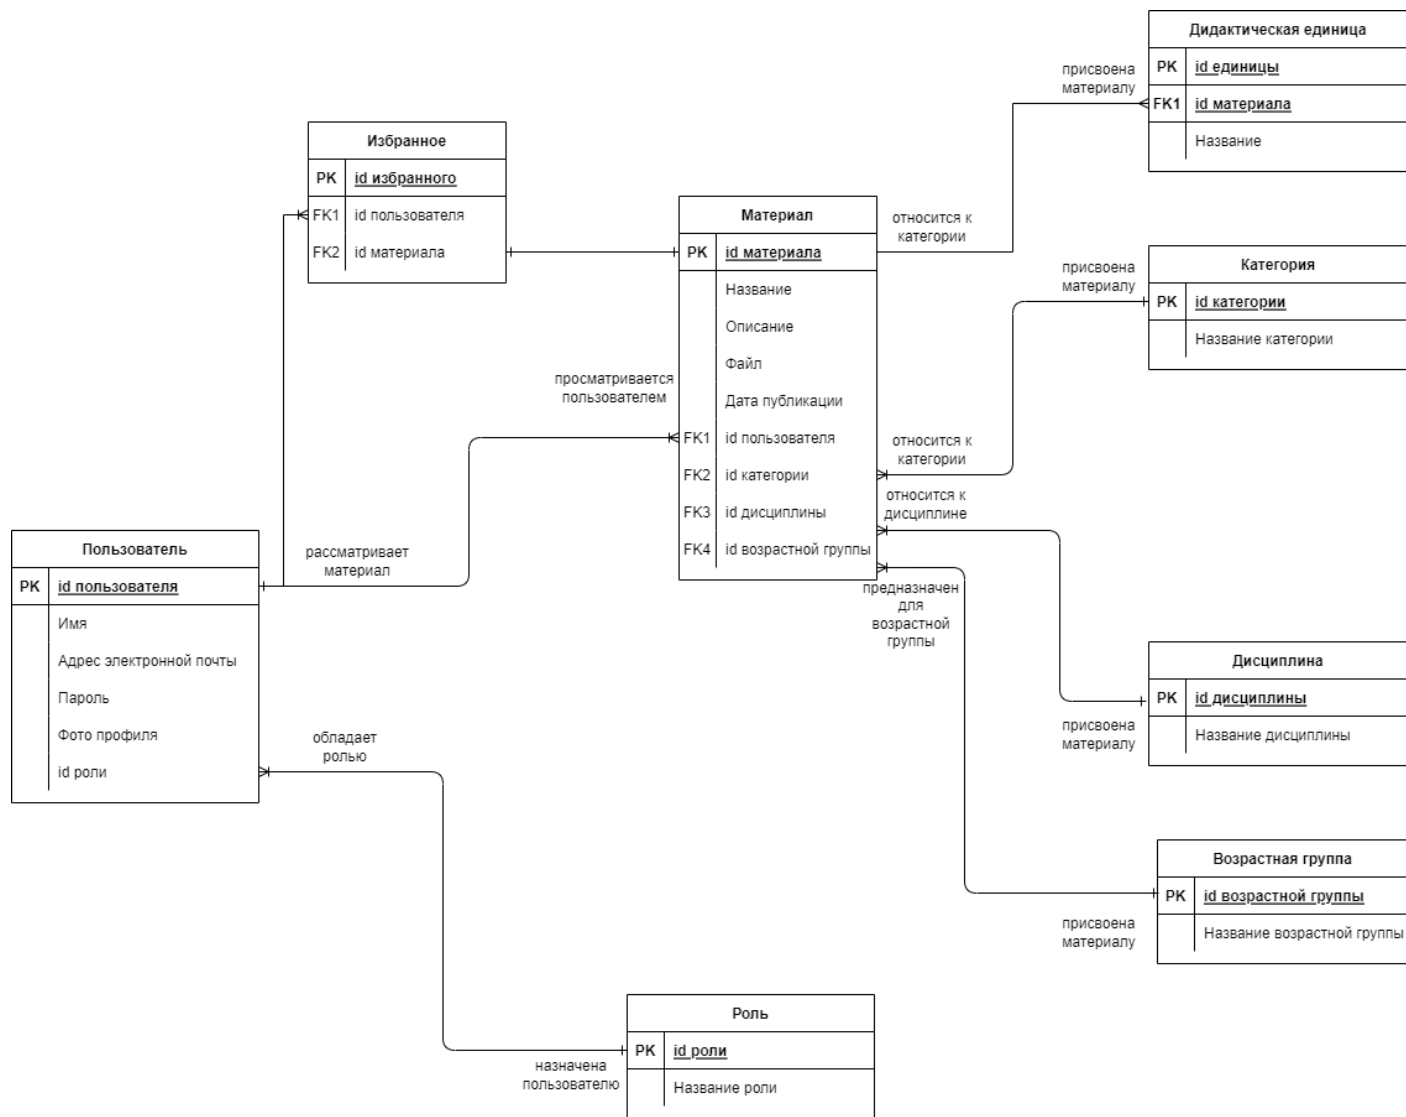 Дидактическая единица
PK id единицы
FK1 id материала
Название
присвоена
материалу
Избранное
PK id избранного
FK1 id пользователя
FK2 id материала
Материал
PK id материала
Название
Описание
Файл
Дата публикации
FK1 id пользователя
FK2 id категории
FK3 id дисциплины
FK4 id возрастной группы
относится к
категории
присвоена
материалу
Категория
PK id категории
Название категории
просматривается
пользователем
относится к
категории
относится к
дисциплине
предназначен
для
возрастной
группы
Пользователь
PK id пользователя
Имя
Адрес электронной почты
Пароль
Фото профиля
id роли
рассматривает
материал
обладает
ролью
Дисциплина
PK id дисциплины
Название дисциплины
присвоена
материалу
Возрастная группа
PK id возрастной группы
Название возрастной группы
присвоена
материалу
Роль
PK id роли
Название роли
назначена
пользователю